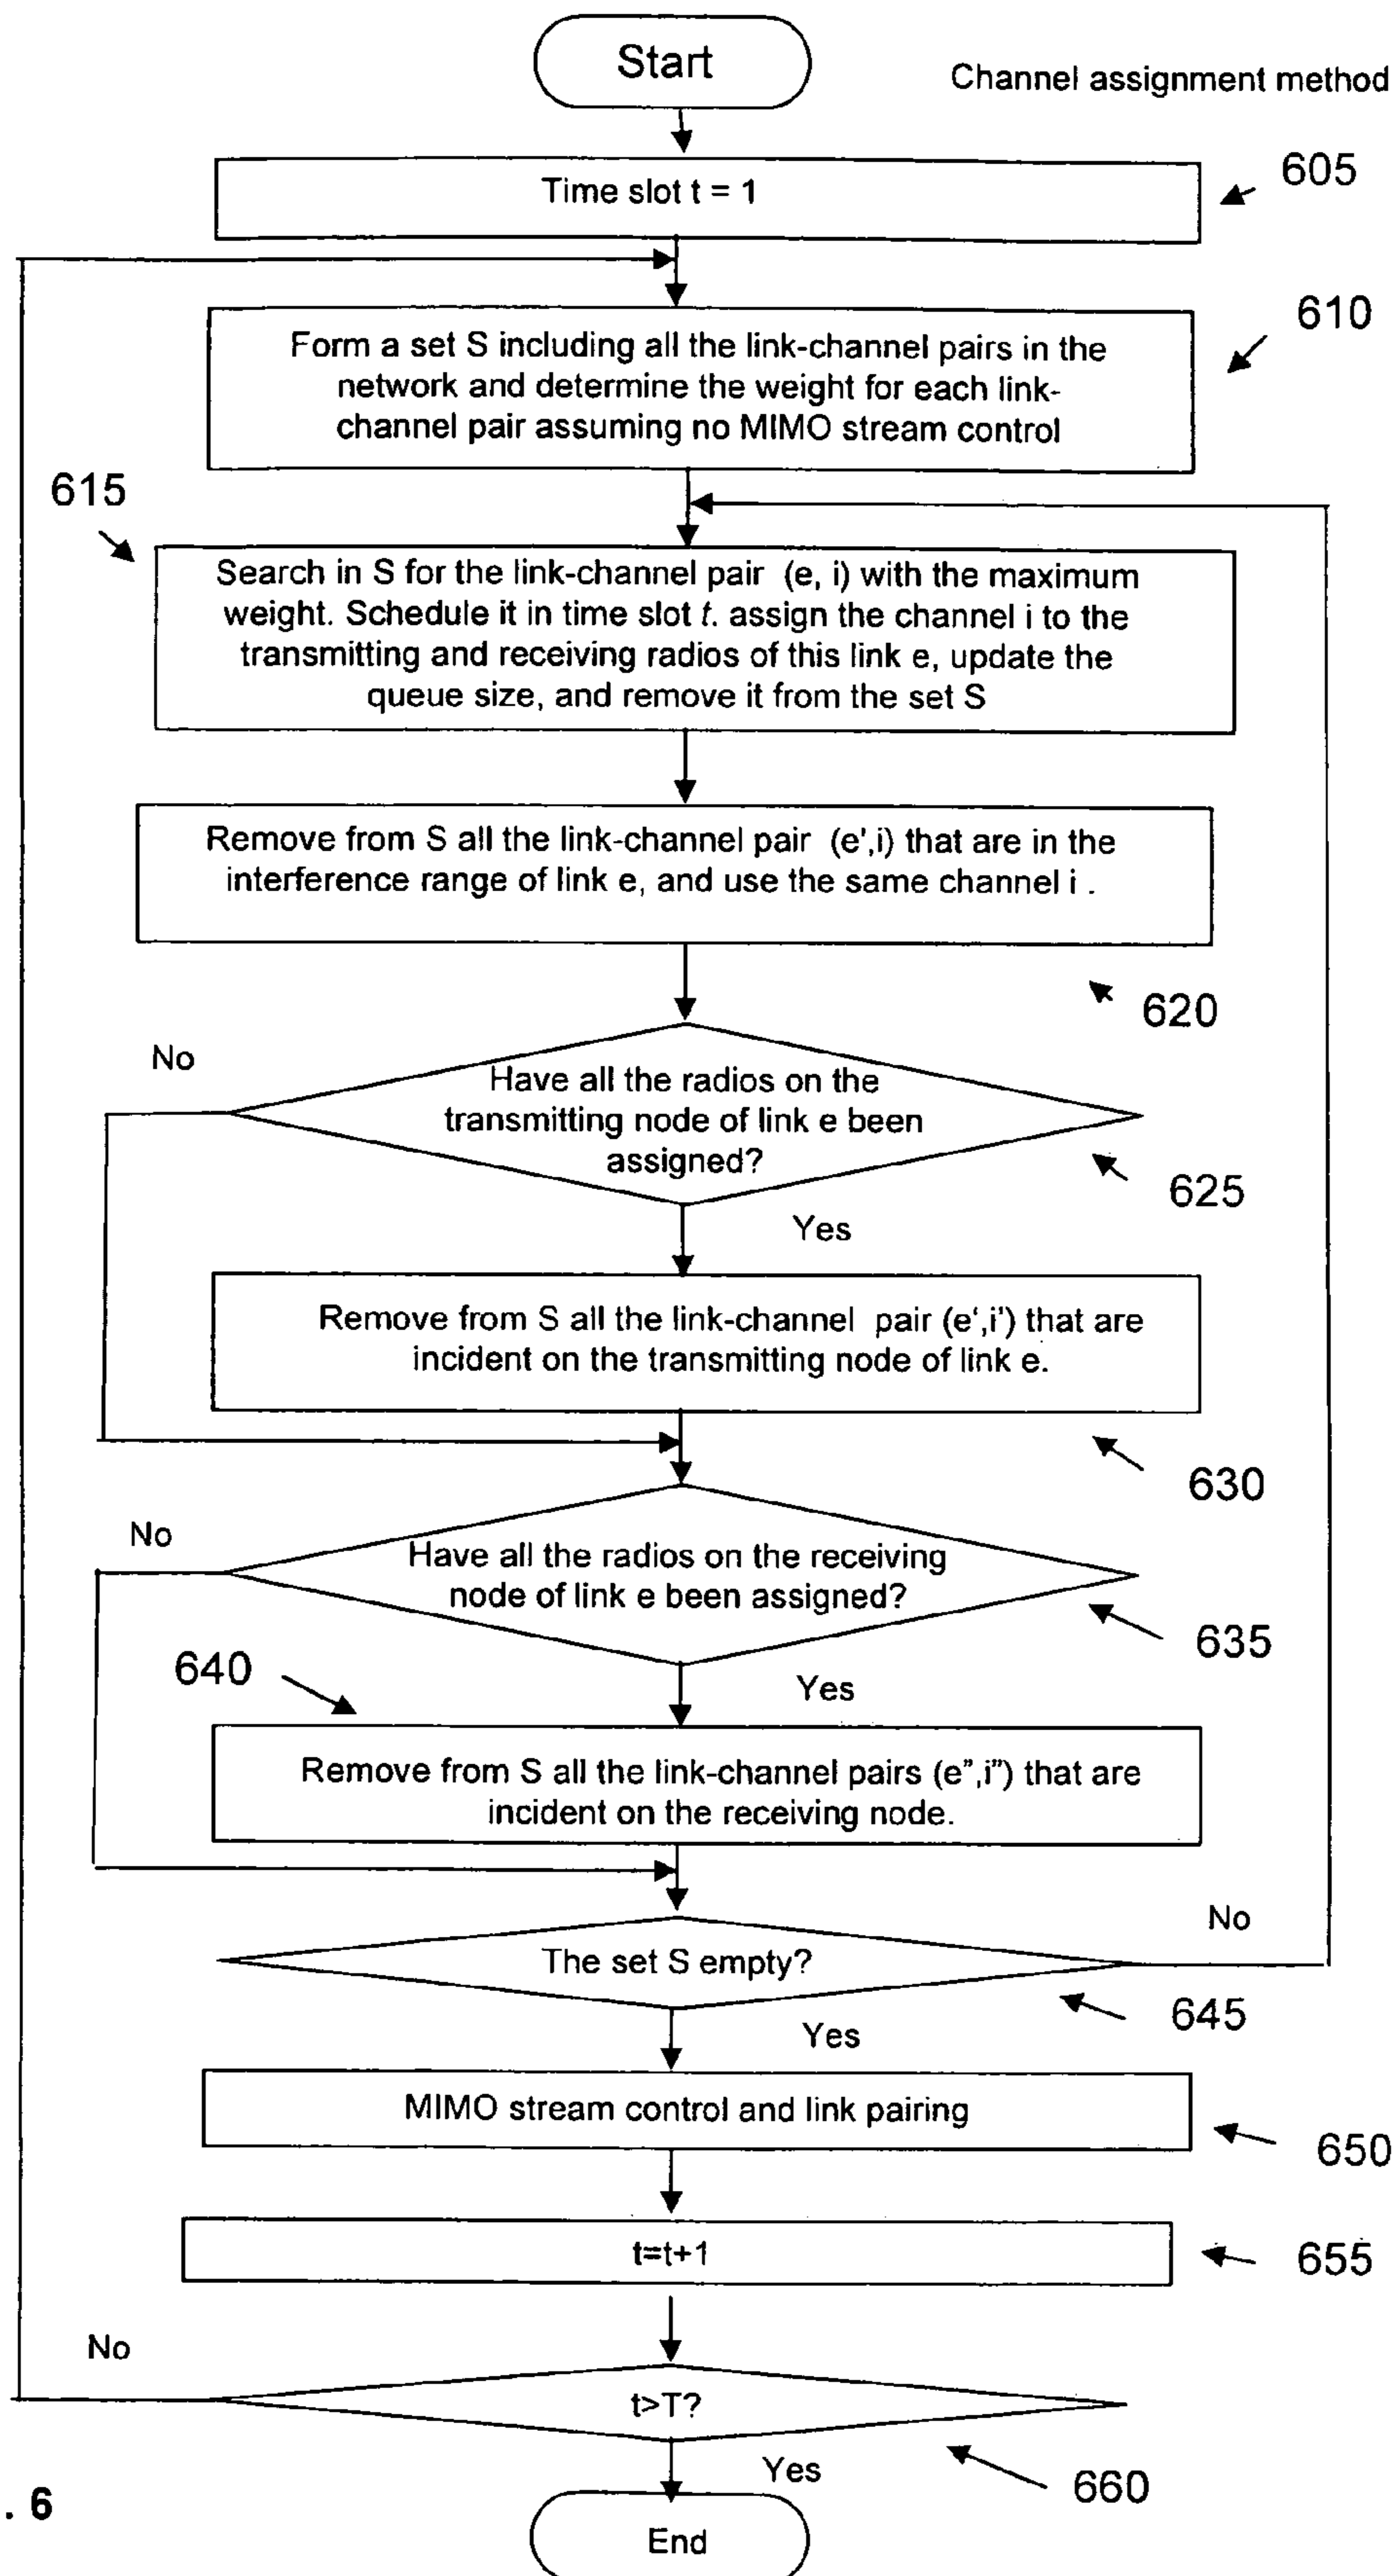 Start
Channel assignment method
Time slot t = 1
605
610
Form a set S including all the link-channel pairs in the
network and determine the weight for each link-
channel pair assuming no MIMO stream control
615
Search in S for the link-channel pair (e, i) with the maximum
weight. Schedule it in time slot t. assign the channel i to the
transmitting and receiving radios of this link e, update the
queue size, and remove it from the set S
Remove from S all the link-channel pair (e',i) that are in the
interference range of link e, and use the same channel i .
620
No
Have all the radios on the
transmitting node of link e been
assigned?
625
Yes
Remove from S all the link-channel pair (e‘,i’) that are
incident on the transmitting node of link e.
630
No
Have all the radios on the receiving
node of link e been assigned?
635
640
Yes
Remove from S all the link-channel pairs (e”,i”) that are
incident on the receiving node.
No
The set S empty?
645
Yes
MIMO stream control and link pairing
650
t=t+1
655
No
t>T?
Yes
660
. 6
End